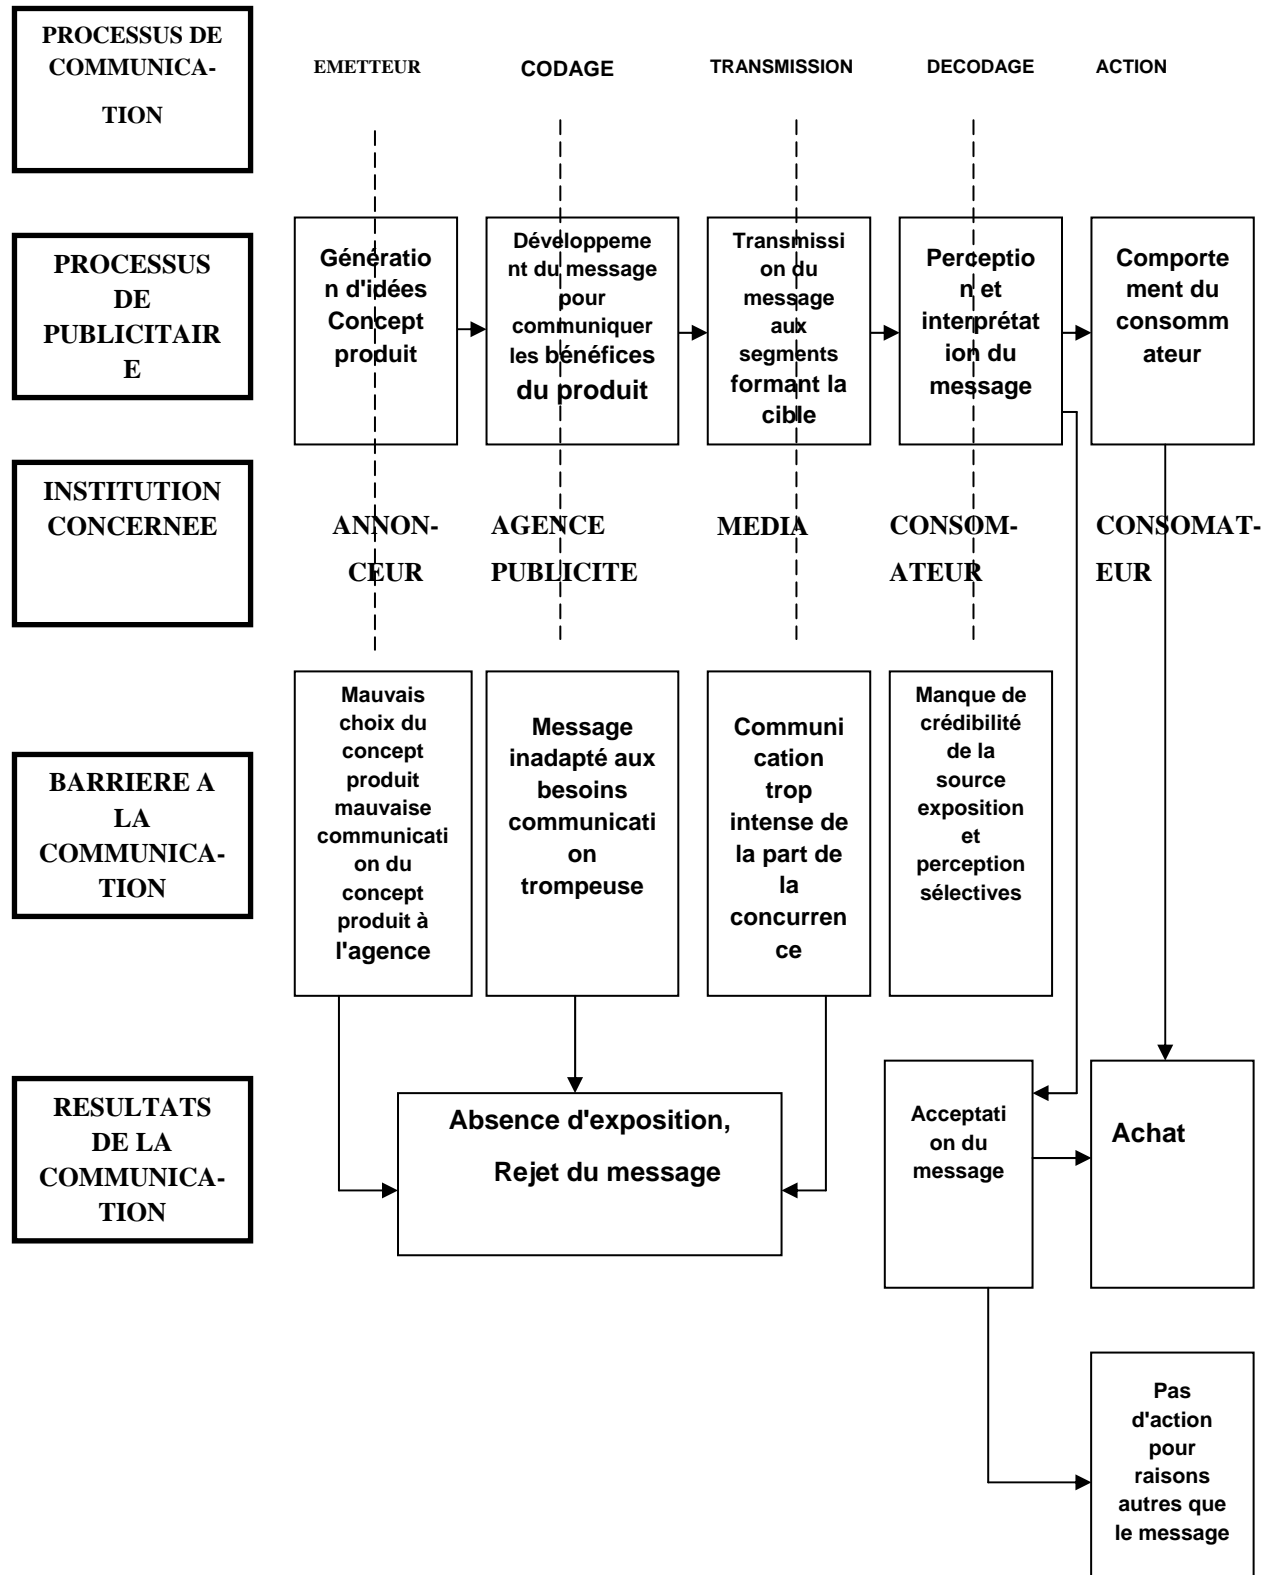 PROCESSUS DE
COMMUNICA-
TION
EMETTEUR
CODAGE
TRANSMISSION
DECODAGE
ACTION
PROCESSUS
DE
PUBLICITAIR
E
Génératio
n d'idées
Concept
produit
Développeme
nt du message
pour
communiquer
les bénéfices
du produit
Transmissi
on du
message
aux
segments
formant la
cible
Perceptio
n et
interprétat
ion du
message
Comporte
ment du
consomm
ateur
INSTITUTION
CONCERNEE
ANNON-
CEUR
AGENCE
PUBLICITE
MEDIA
CONSOM-
ATEUR
CONSOMAT-
EUR
BARRIERE A
LA
COMMUNICA-
TION
Mauvais
choix du
concept
produit
mauvaise
communicati
on du
concept
produit à
l'agence
Message
inadapté aux
besoins
communicati
on
trompeuse
Communi
cation
trop
intense de
la part de
la
concurren
ce
Manque de
crédibilité
de la
source
exposition
et
perception
sélectives
RESULTATS
DE LA
COMMUNICA-
TION
Absence d'exposition,
Rejet du message
Acceptati
on du
message
Achat
Pas
d'action
pour
raisons
autres que
le message